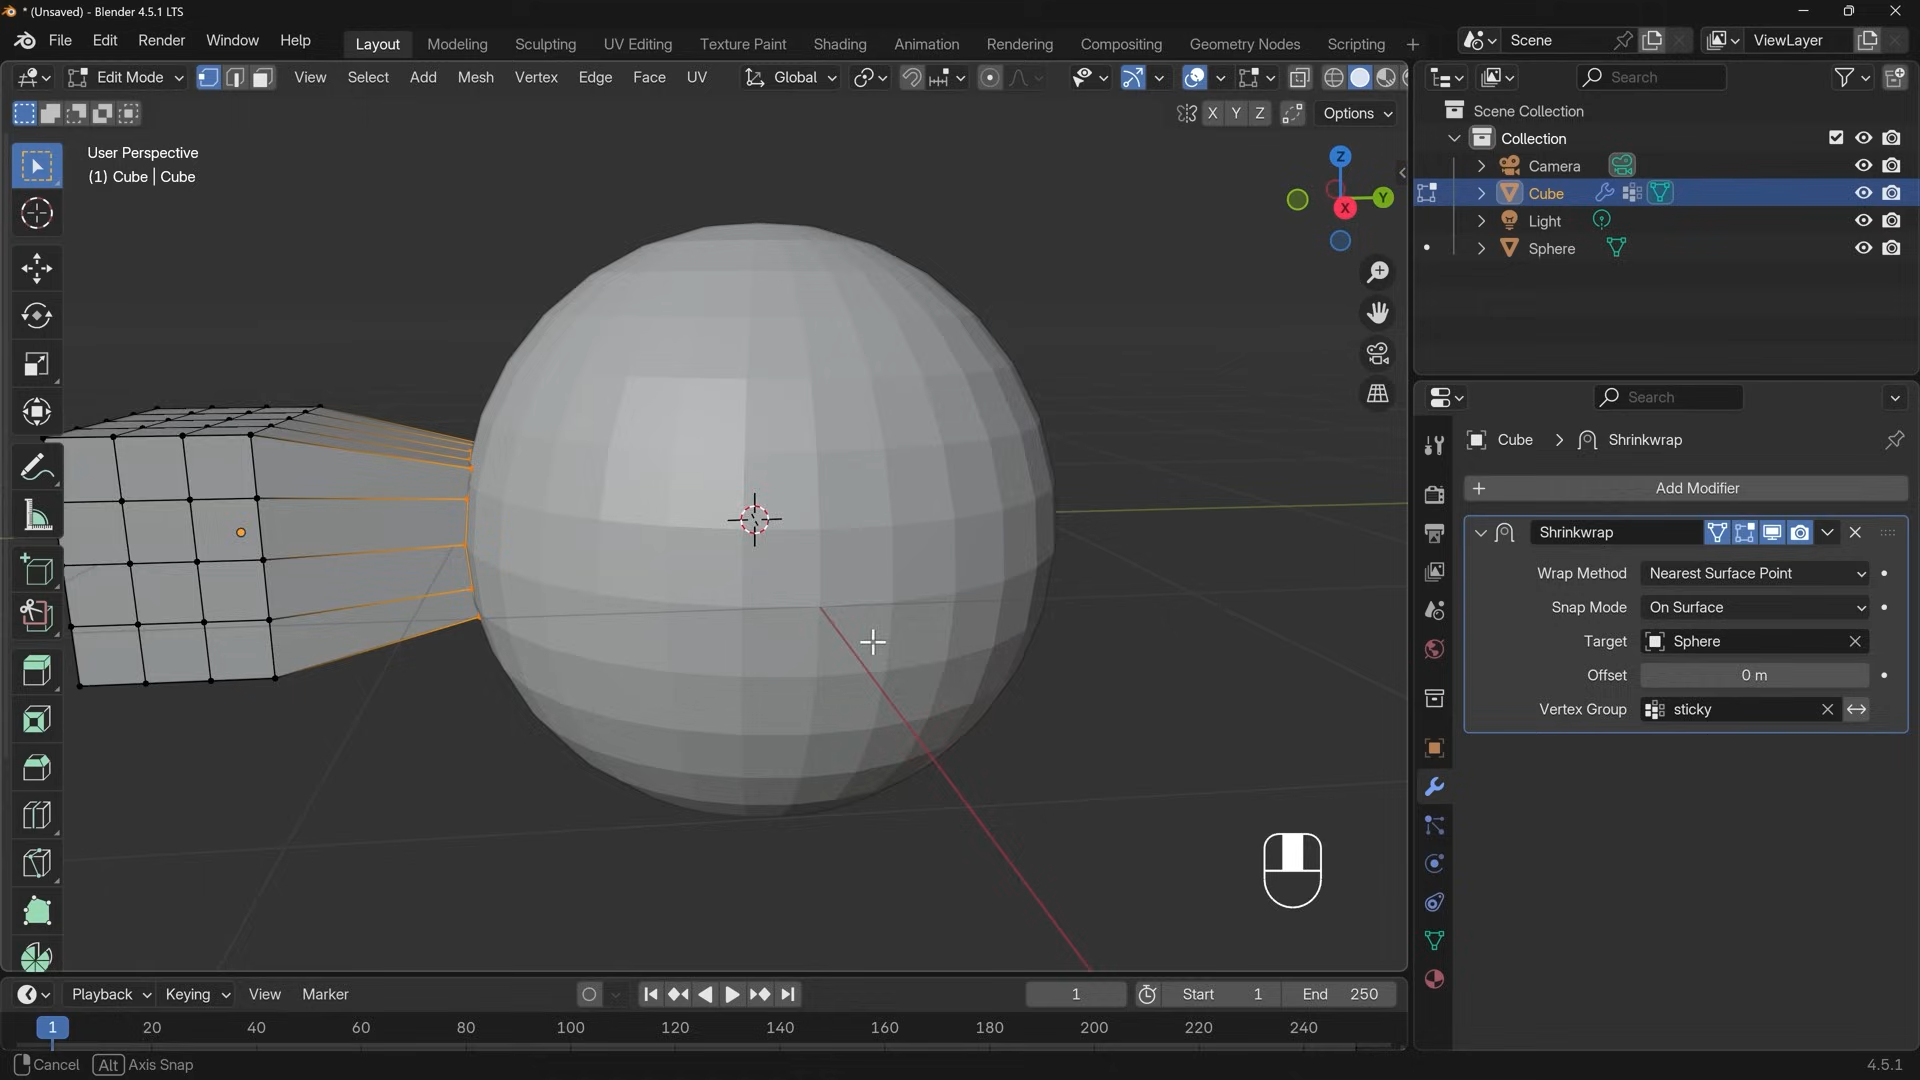 * (Unsaved) - Blender 4.5.1 LTS
File Edit Render Window Help Layout Modeling Sculpting UV Editing Texture Paint Shading Animation Rendering Compositing Geometry Nodes Scripting + Scene ViewLayer
Edit Mode View Select Add Mesh Vertex Edge Face UV Global Search
X Y Z Options
Scene Collection
Collection
Camera
Cube
Light
Sphere
User Perspective
(1) Cube | Cube
Z
Y
X
Search
Cube > Shrinkwrap
+ Add Modifier
Shrinkwrap
Wrap Method Nearest Surface Point
Snap Mode On Surface
Target Sphere
Offset 0 m
Vertex Group sticky
Playback Keying View Marker 1 Start 1 End 250
1 20 40 60 80 100 120 140 160 180 200 220 240
Cancel Alt Axis Snap 4.5.1